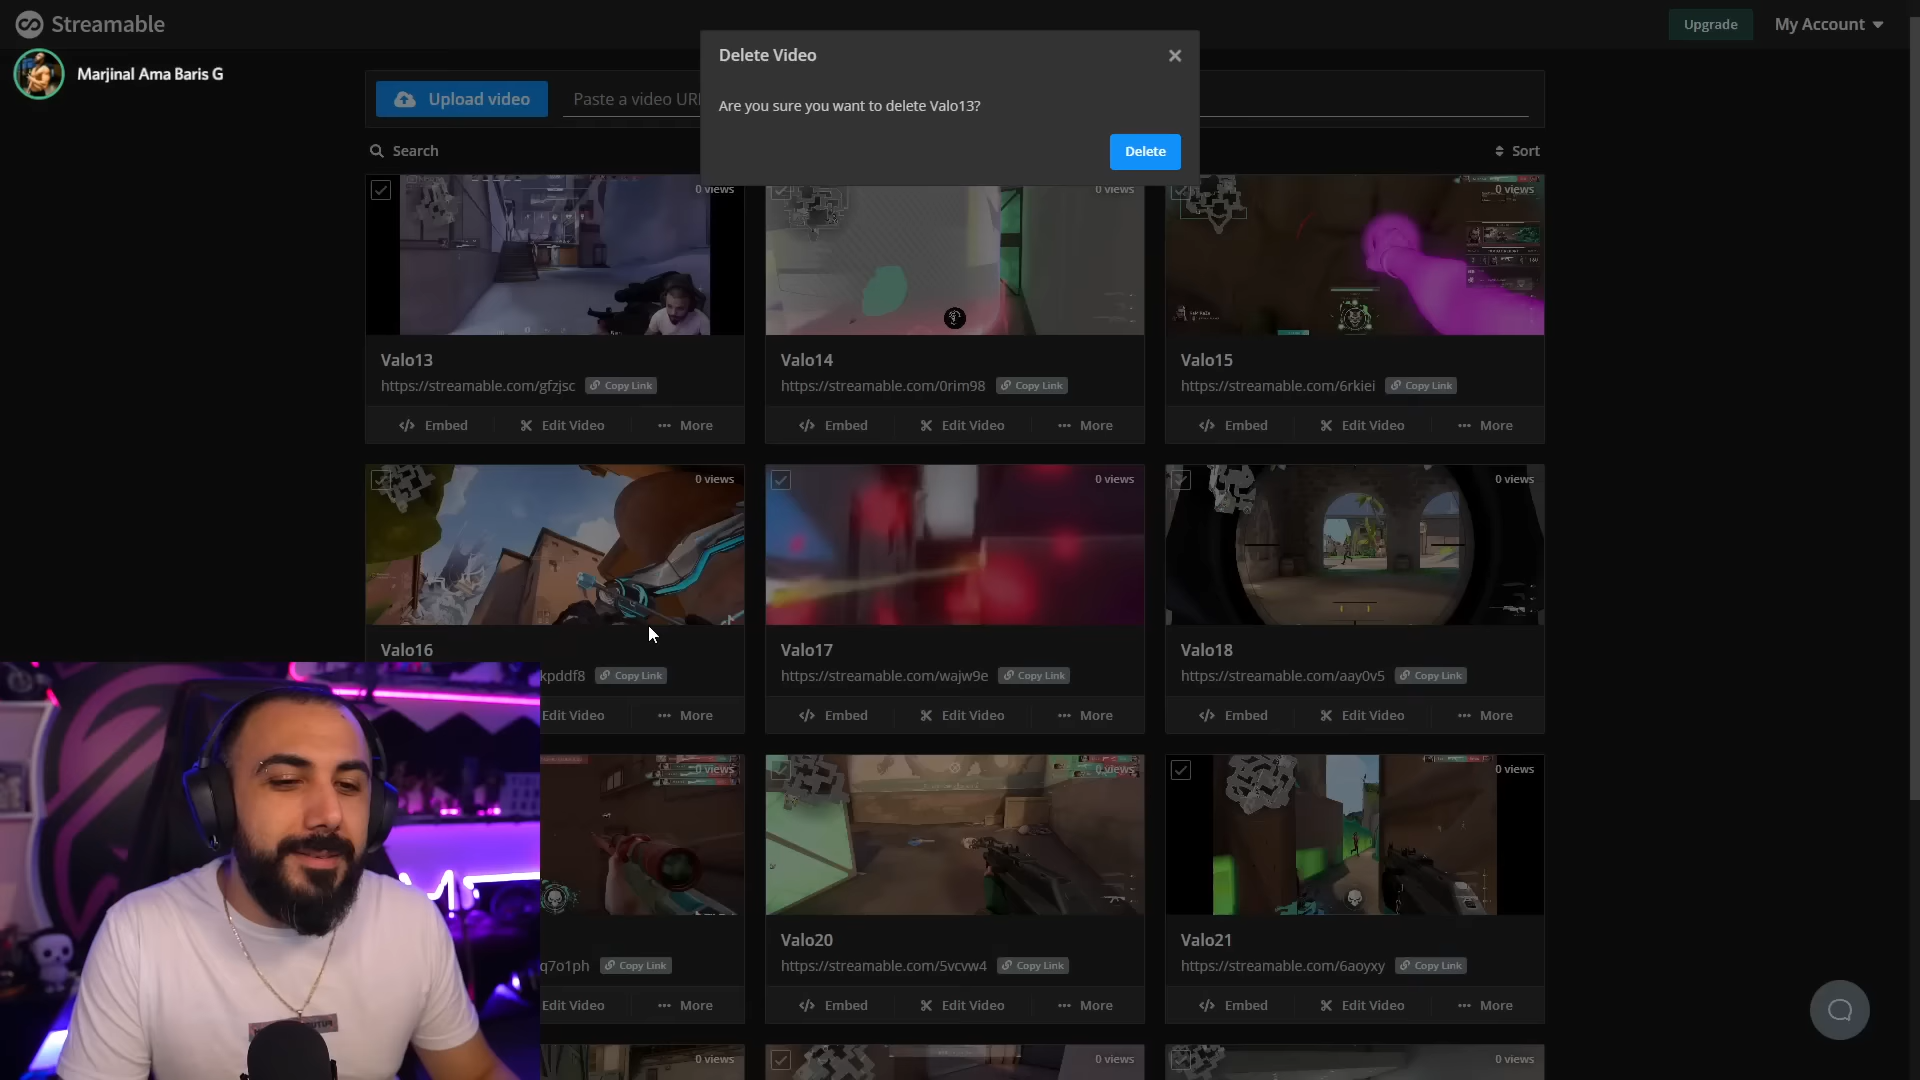 Streamable
Upgrade
My Account
Marjinal Ama Baris G
Delete Video
Are you sure you want to delete Valo13?
Delete
Upload video
Paste a video UR
Search
Sort
0 views
0 views
0 views
Valo13
https://streamable.com/gfzjsc
Copy Link
Valo14
https://streamable.com/0rim98
Copy Link
Valo15
https://streamable.com/6rkiei
Copy Link
Embed
Edit Video
More
Embed
Edit Video
More
Embed
Edit Video
More
0 views
0 views
0 views
Valo16
kpddf8
Copy Link
Valo17
https://streamable.com/wajw9e
Copy Link
Valo18
https://streamable.com/aay0v5
Copy Link
Edit Video
More
Embed
Edit Video
More
Embed
Edit Video
More
0 views
0 views
0 views
Valo20
Valo21
q7o1ph
Copy Link
https://streamable.com/5vcvw4
Copy Link
https://streamable.com/6aoyxy
Copy Link
Edit Video
More
Embed
Edit Video
More
Embed
Edit Video
More
0 views
0 views
0 views